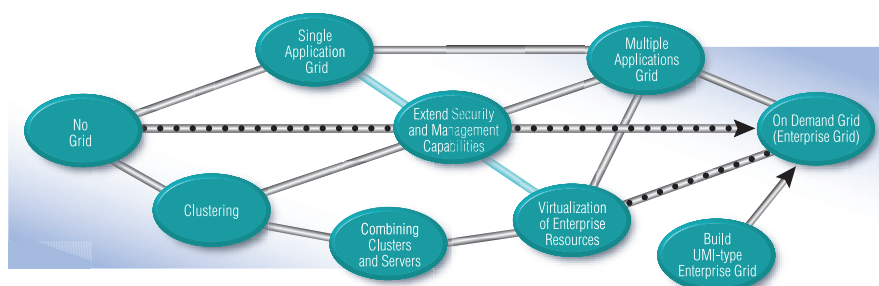 Single
Application
Grid
Multiple
Applications
Grid
No
Grid
Extend Security
and Management
Capabilities
On Demand Grid
(Enterprise Grid)
Clustering
Virtualization
of Enterprise
Resources
Combining
Clusters
and Servers
Build
UMI-type
Enterprise Grid